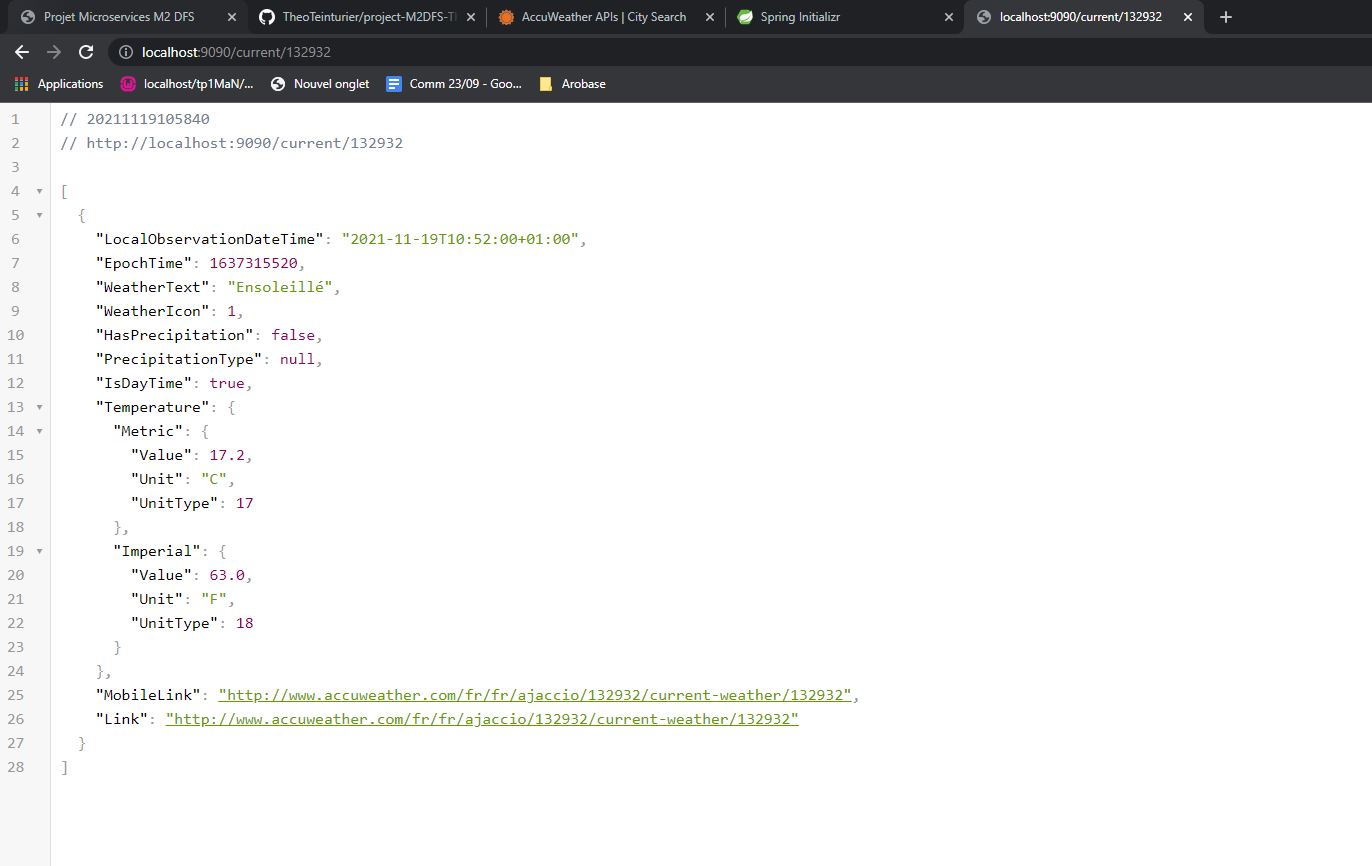 Projet Microservices M2 DFS
TheoTeinturier/project-M2DFS-Tl
AccuWeather APIs | City Search
Spring Initializr
localhost:9090/current/132932
localhost:9090/current/132932
Applications
localhost/tp1MaN/...
Nouvel onglet
Comm 23/09 - Goo...
Arobase
1 // 20211119105840
2 // http://localhost:9090/current/132932
3
4 [
5 {
6 "LocalObservationDateTime": "2021-11-19T10:52:00+01:00",
7 "EpochTime": 1637315520,
8 "WeatherText": "Ensoleillé",
9 "WeatherIcon": 1,
10 "HasPrecipitation": false,
11 "PrecipitationType": null,
12 "IsDayTime": true,
13 "Temperature": {
14 "Metric": {
15 "Value": 17.2,
16 "Unit": "C",
17 "UnitType": 17
18 },
19 "Imperial": {
20 "Value": 63.0,
21 "Unit": "F",
22 "UnitType": 18
23 }
24 },
25 "MobileLink": "http://www.accuweather.com/fr/fr/ajaccio/132932/current-weather/132932",
26 "Link": "http://www.accuweather.com/fr/fr/ajaccio/132932/current-weather/132932"
27 }
28 ]